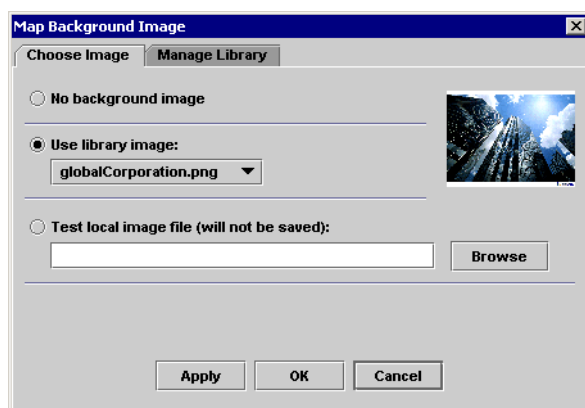 Map Background Image
Choose Image
Manage Library
No background image
Use library image:
globalCorporation.png
Test local image file (will not be saved):
Browse
Apply
OK
Cancel